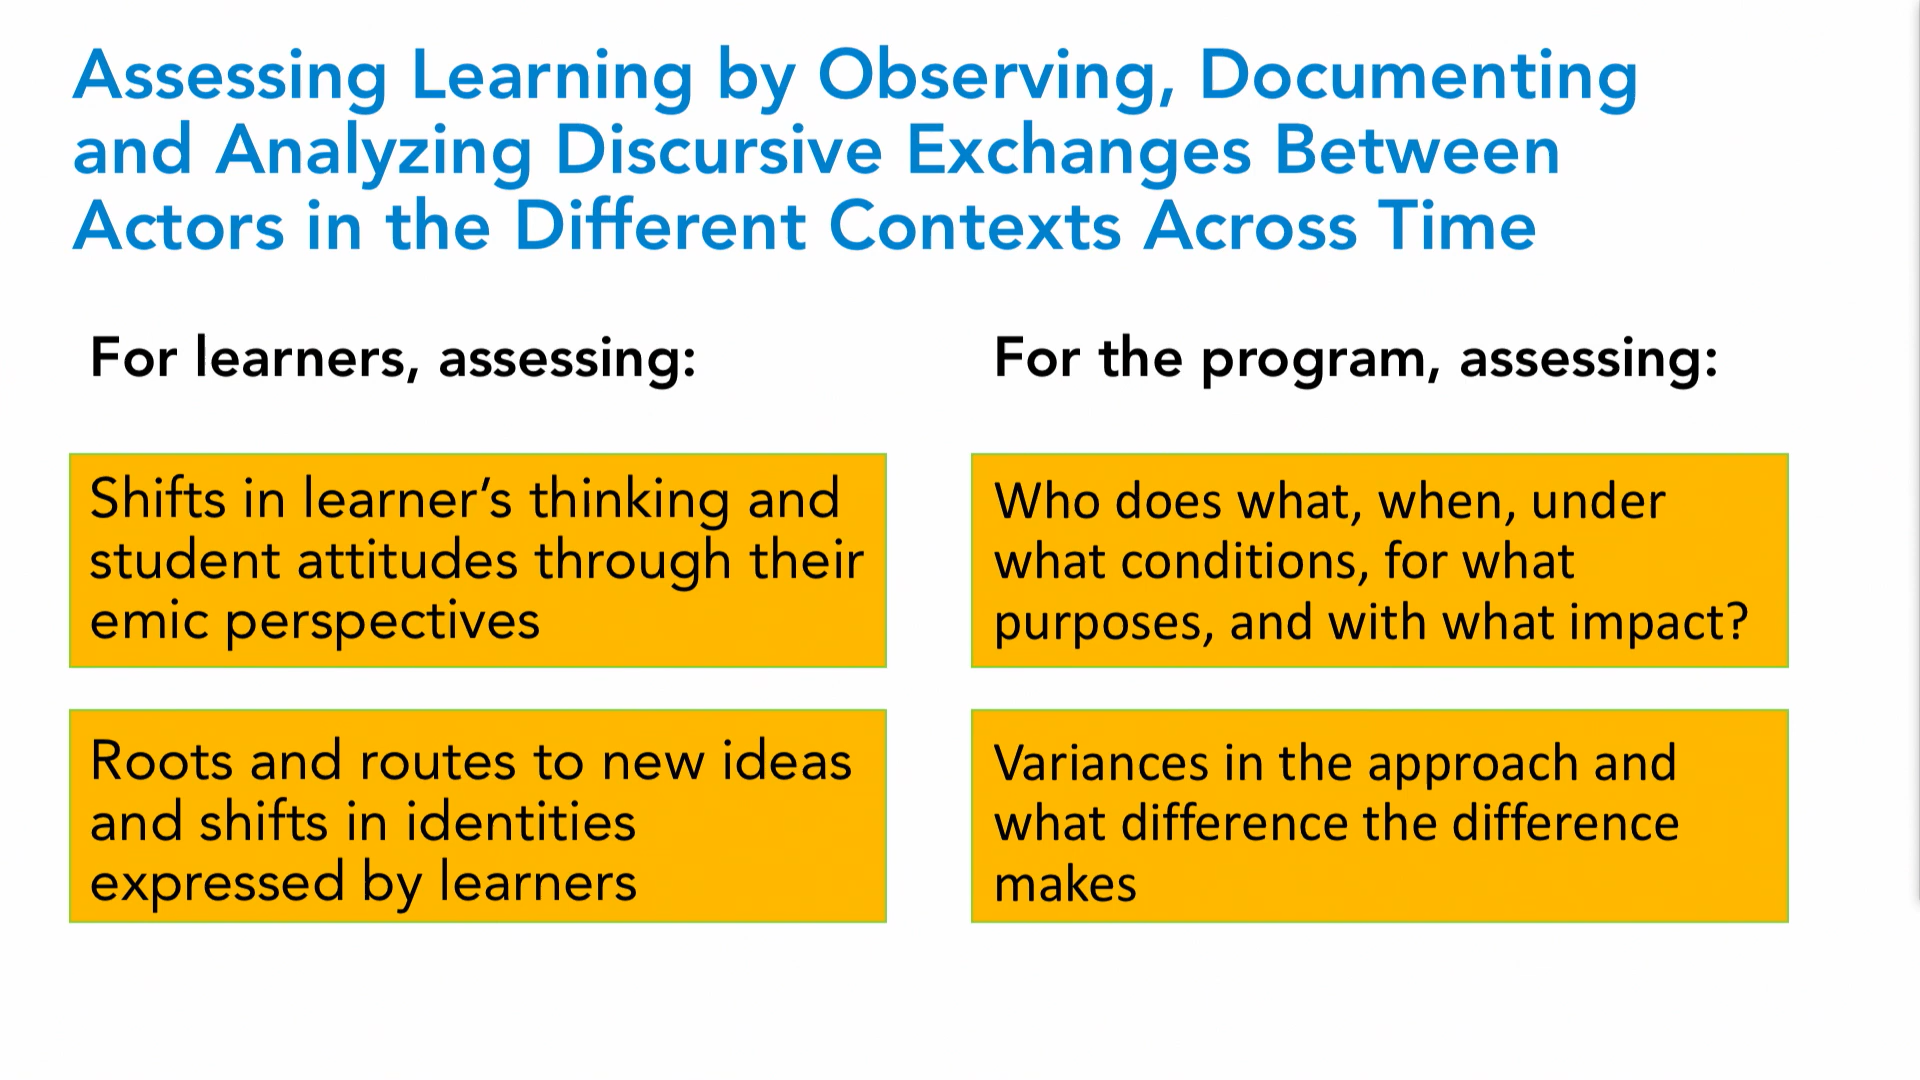 Assessing Learning by Observing, Documenting
and Analyzing Discursive Exchanges Between
Actors in the Different Contexts Across Time
For learners, assessing:
Shifts in learner’s thinking and
student attitudes through their
emic perspectives
Roots and routes to new ideas
and shifts in identities
expressed by learners
For the program, assessing:
Who does what, when, under
what conditions, for what
purposes, and with what impact?
Variances in the approach and
what difference the difference
makes